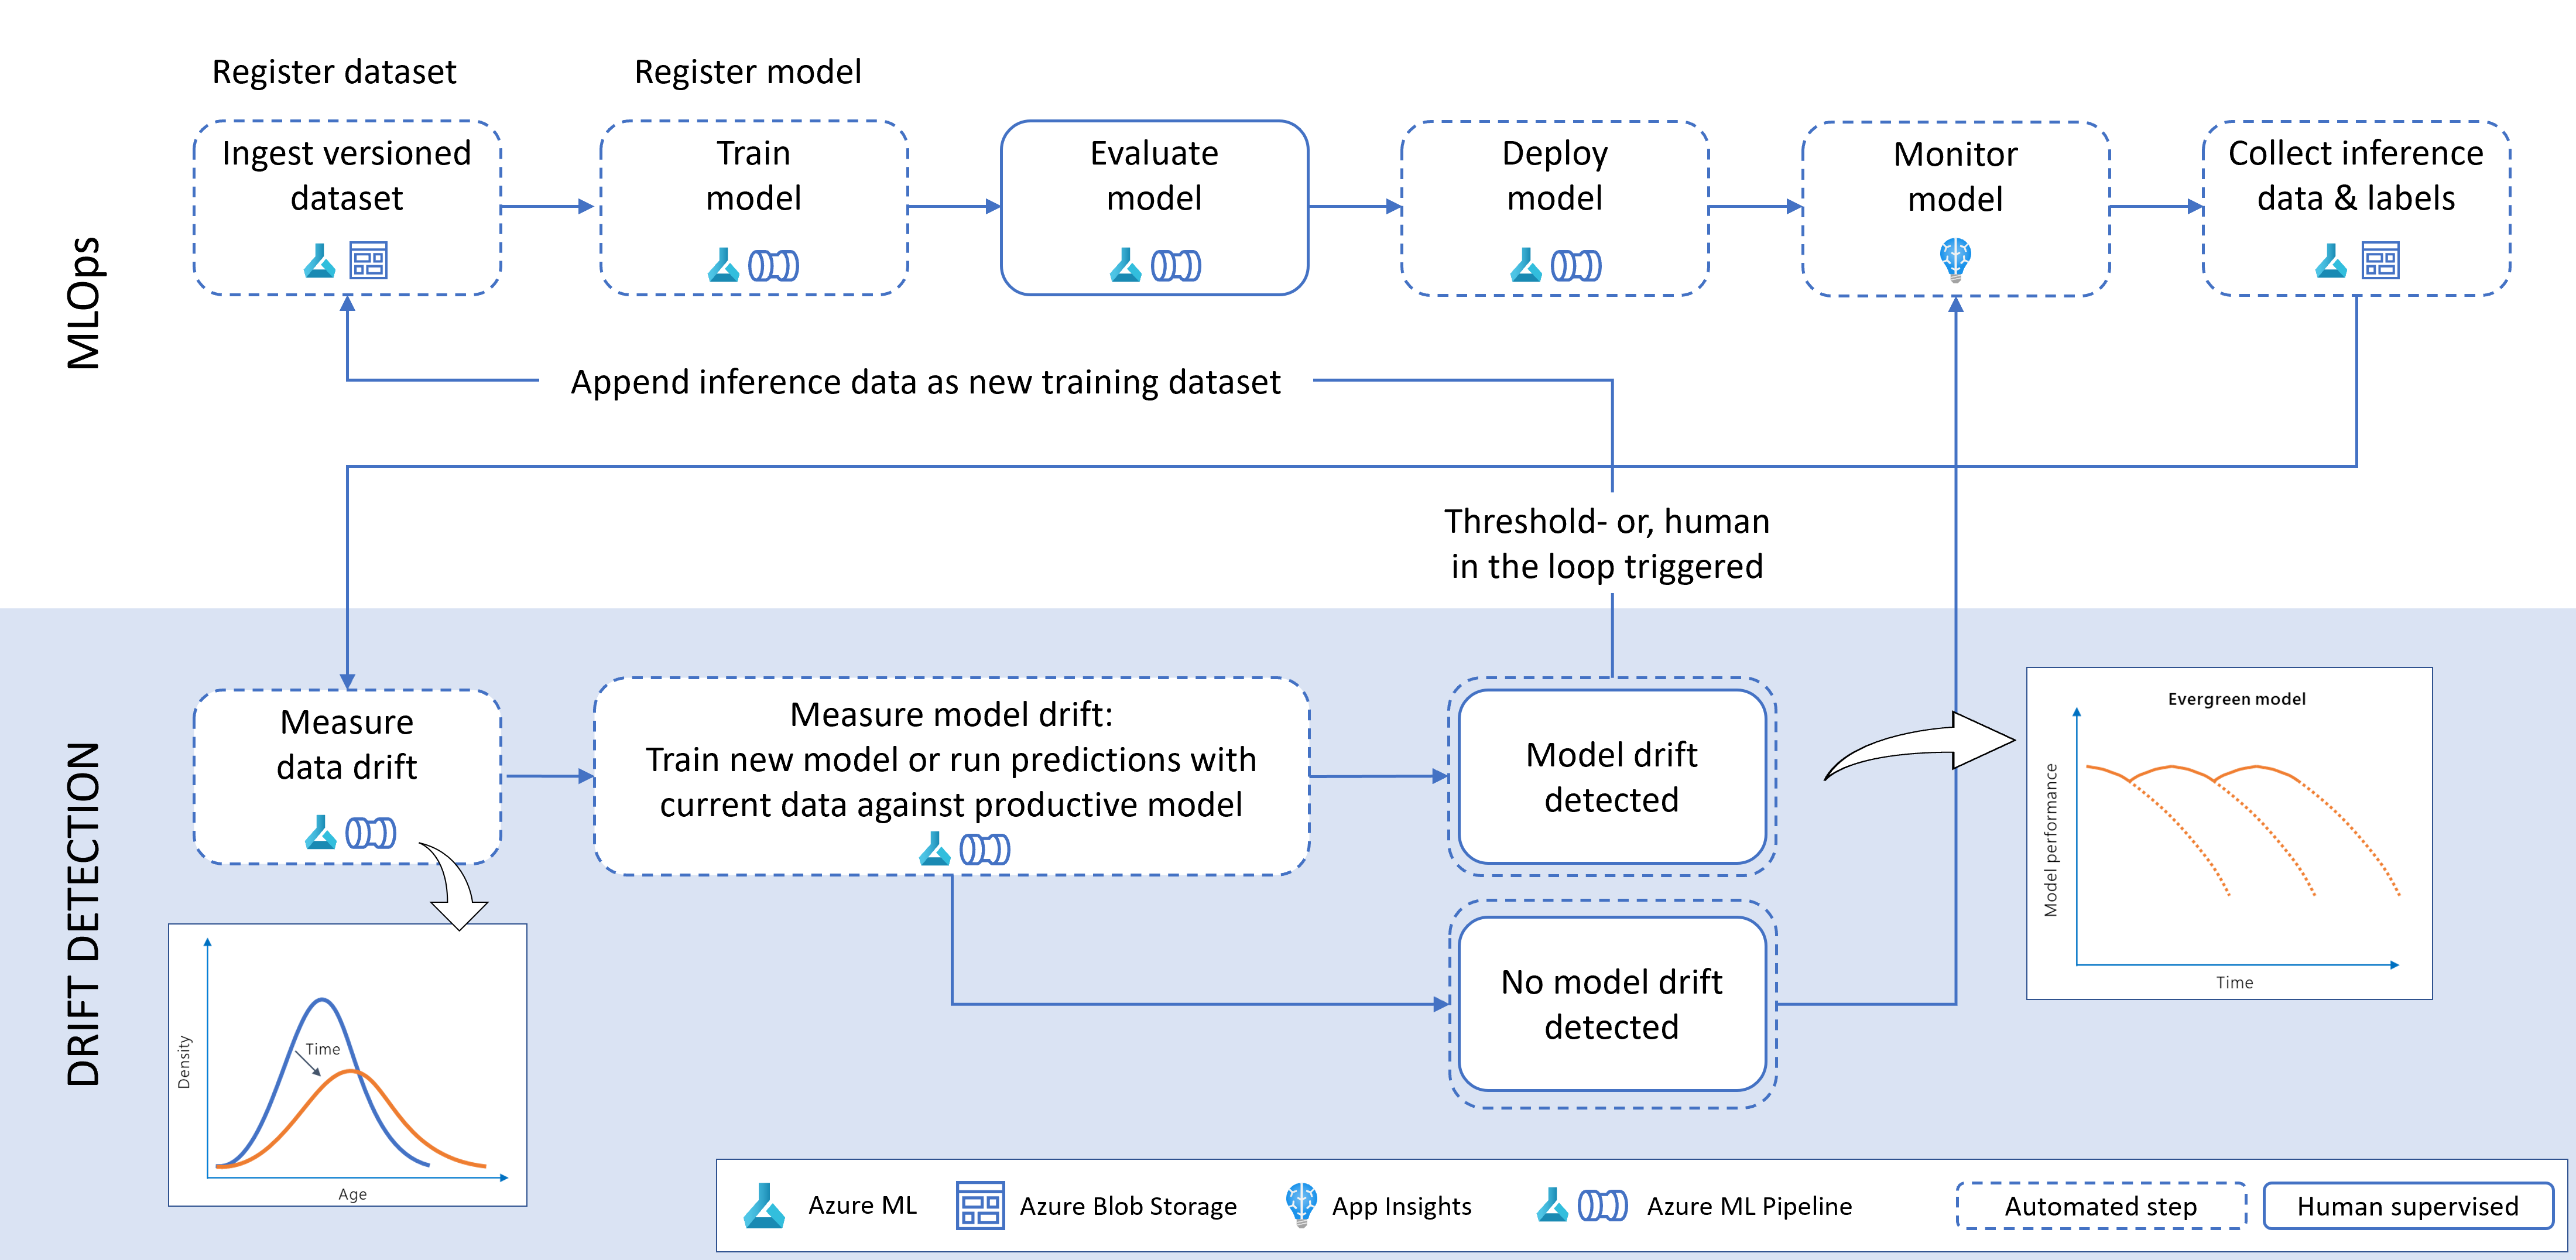 Register dataset
Register model
Ingest versioned
dataset
Train
model
Evaluate
model
Deploy
model
Monitor
model
Collect inference
data & labels
MLOps
Append inference data as new training dataset
Threshold- or, human
in the loop triggered
DRIFT DETECTION
Measure
data drift
Measure model drift:
Train new model or run predictions with
current data against productive model
Model drift
detected
No model drift
detected
Evergreen model
Model performance
Time
Density
Time
Age
Azure ML
Azure Blob Storage
App Insights
Azure ML Pipeline
Automated step
Human supervised